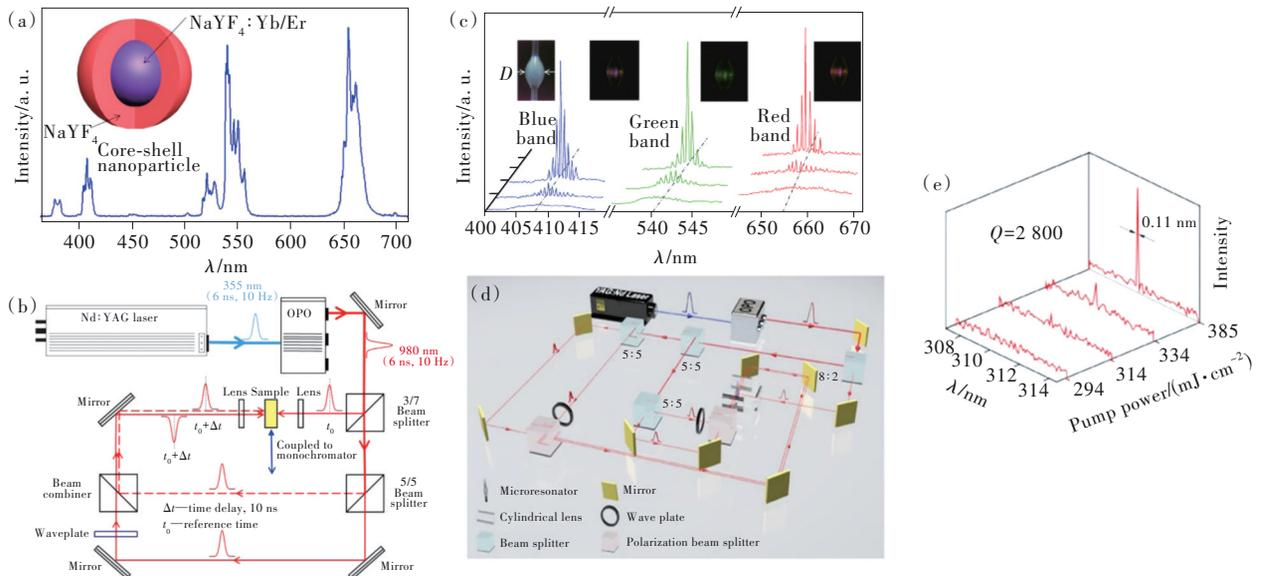 (a)
NaYF4:Yb/Er
NaYF4
Core-shell
nanoparticle
Intensity/a. u.
400 450 500 550 600 650 700
λ/nm
(b)
355 nm
(6 ns, 10 Hz)
Nd:YAG laser
OPO
Mirror
980 nm
(6 ns, 10 Hz)
Mirror
Lens Sample Lens
3/7
Beam
splitter
t0+Δt
t0
t0+Δt
Coupled to
monochromator
Beam
combiner
5/5
Beam
splitter
Δt—time delay, 10 ns
t0—reference time
Waveplate
Mirror
Mirror
(c)
D
Blue
band
Green
band
Red
band
Intensity/a. u.
400 405 410 415 540 545 650 660 670
λ/nm
(d)
YAG:Nd Laser
OPO
5:5
5:5
8:2
5:5
Microresonator
Mirror
Cylindrical lens
Wave plate
Beam splitter
Polarization beam splitter
(e)
Q=2 800
0.11 nm
Intensity
308
310
312
314
λ/nm
294
314
334
385
Pump power/(mJ·cm−2)